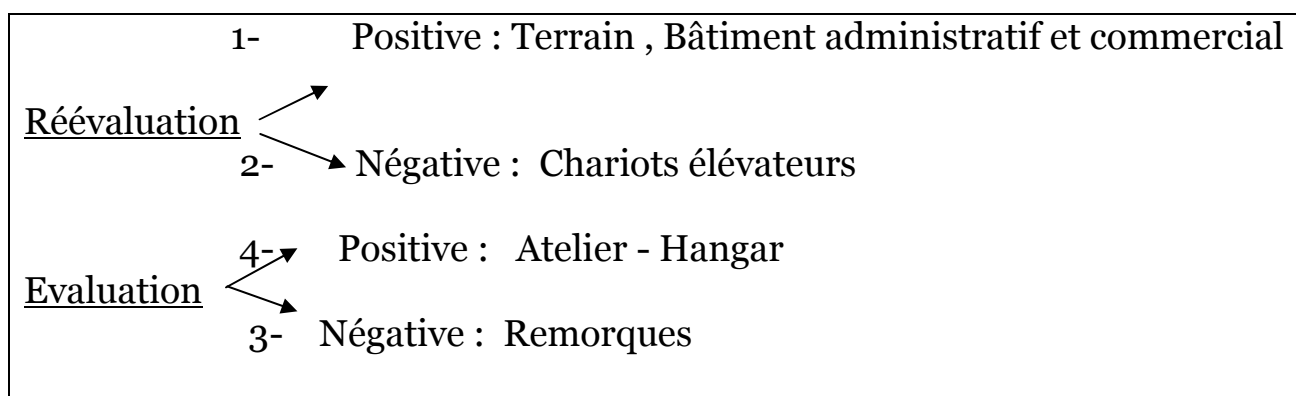 1- Positive : Terrain , Bâtiment administratif et commercial
Réévaluation
2- Négative : Chariots élévateurs
4- Positive : Atelier - Hangar
Evaluation
3- Négative : Remorques